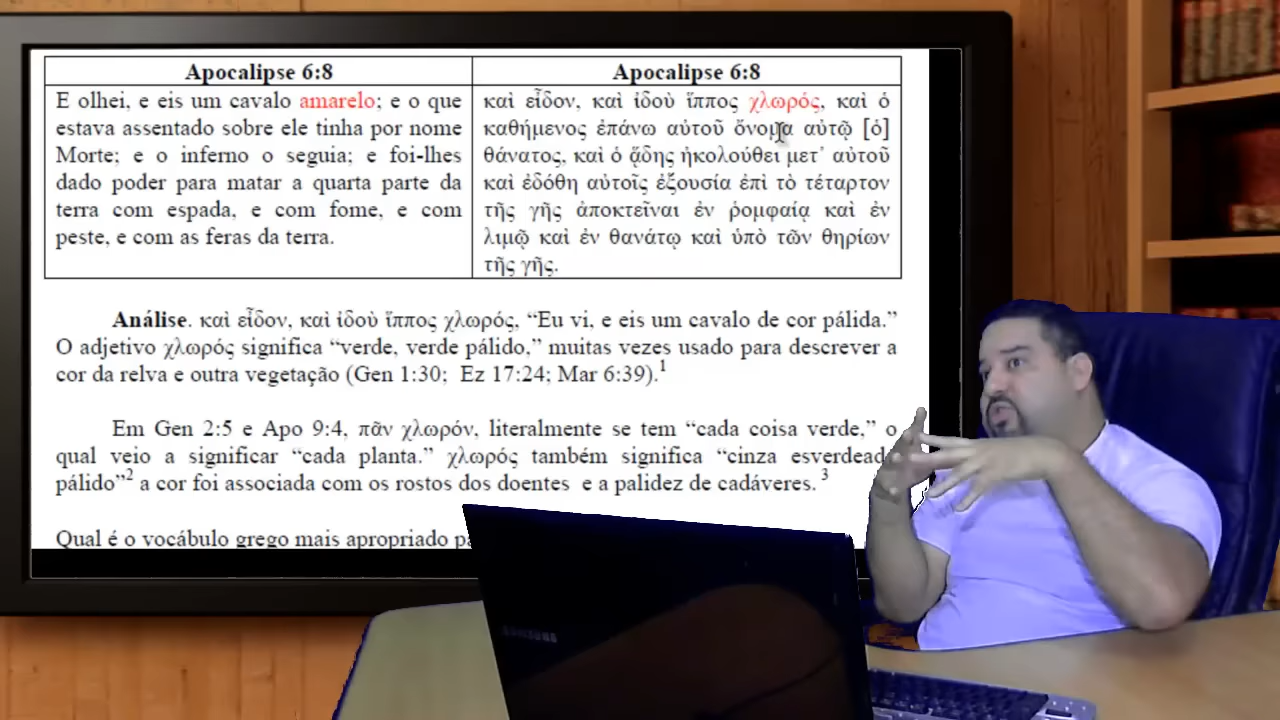 Apocalipse 6:8
E olhei, e eis um cavalo amarelo; e o que
estava assentado sobre ele tinha por nome
Morte; e o inferno o seguia; e foi-lhes
dado poder para matar a quarta parte da
terra com espada, e com fome, e com
peste, e com as feras da terra.
Apocalipse 6:8
καὶ εἶδον, καὶ ἰδοὺ ἵππος χλωρός, καὶ ὁ
καθήμενος ἐπάνω αὐτοῦ ὄνομα αὐτῷ [ὁ]
θάνατος, καὶ ὁ ᾅδης ἠκολούθει μετ᾽ αὐτοῦ
καὶ ἐδόθη αὐτοῖς ἐξουσία ἐπὶ τὸ τέταρτον
τῆς γῆς ἀποκτεῖναι ἐν ῥομφαίᾳ καὶ ἐν
λιμῷ καὶ ἐν θανάτῳ καὶ ὑπὸ τῶν θηρίων
τῆς γῆς.
Análise. καὶ εἶδον, καὶ ἰδοὺ ἵππος χλωρός, “Eu vi, e eis um cavalo de cor pálida.”
O adjetivo χλωρός significa “verde, verde pálido,” muitas vezes usado para descrever a
cor da relva e outra vegetação (Gen 1:30; Ez 17:24; Mar 6:39).1
Em Gen 2:5 e Apo 9:4, πᾶν χλωρόν, literalmente se tem “cada coisa verde,” o
qual veio a significar “cada planta.” χλωρός também significa “cinza esverdead
pálido”2 a cor foi associada com os rostos dos doentes e a palidez de cadáveres. 3
Qual é o vocábulo grego mais apropriado
SAMSUNG